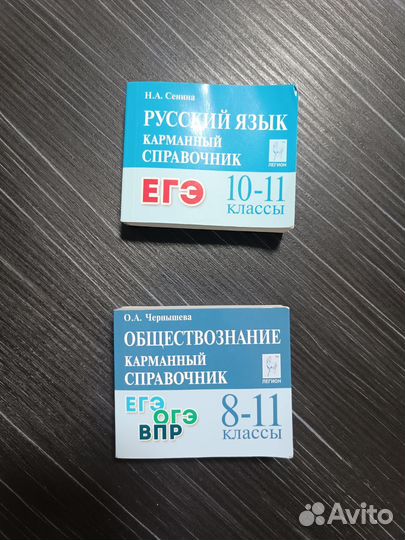 Н.А. Сенина
РУССКИЙ ЯЗЫК
КАРМАННЫЙ
СПРАВОЧНИК
ЛЕГИОН
ЕГЭ
10-11
КЛАССЫ
О.А. Чернышева
ОБЩЕСТВОЗНАНИЕ
КАРМАННЫЙ
СПРАВОЧНИК
ЛЕГИОН
ЕГЭ
ОГЭ
ВПР
8-11
КЛАССЫ
Avito